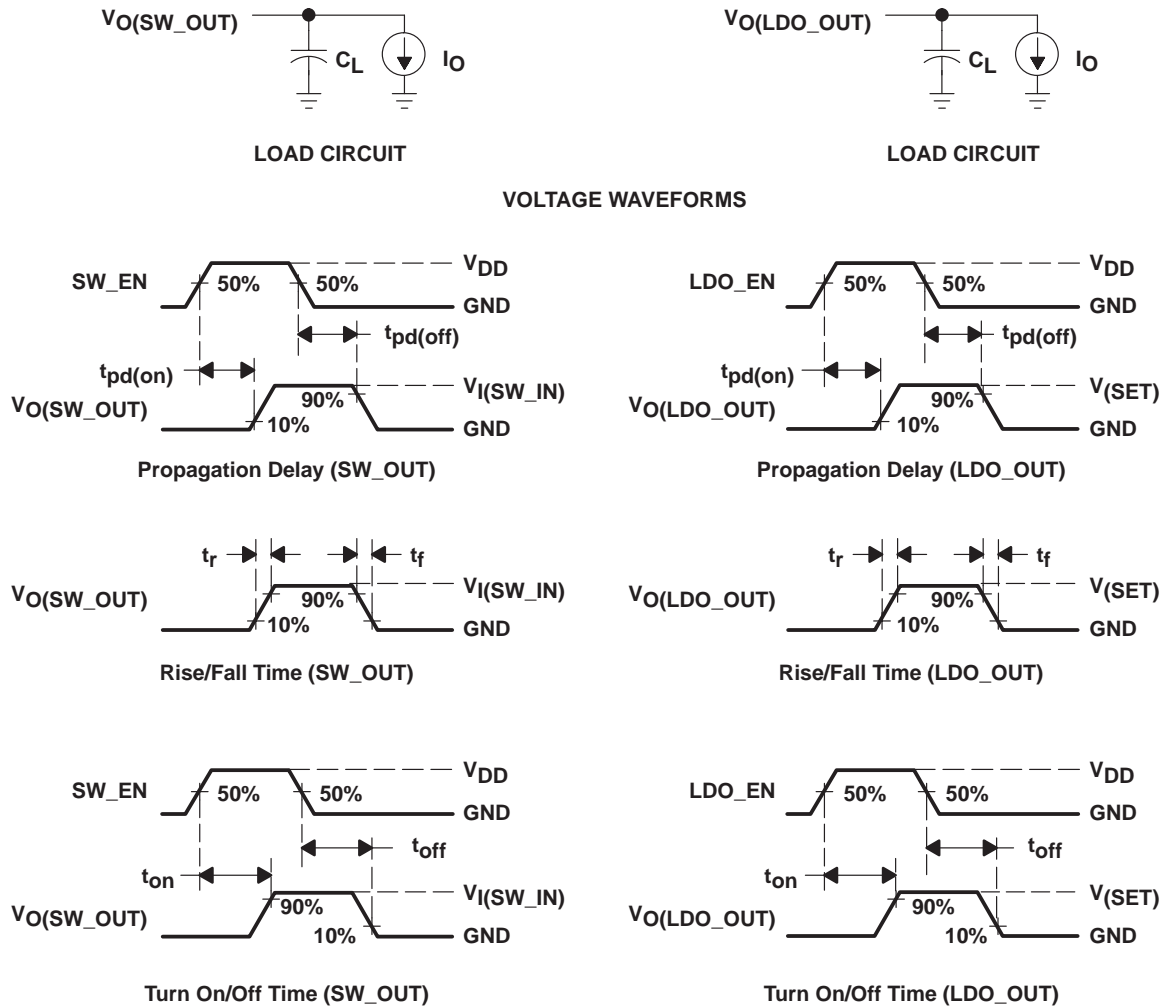 VO(SW_OUT)
CL
IO
LOAD CIRCUIT
VO(LDO_OUT)
CL
IO
LOAD CIRCUIT
VOLTAGE WAVEFORMS
SW_EN
50%
50%
VDD
GND
tpd(off)
tpd(on)
VI(SW_IN)
VO(SW_OUT)
90%
10%
GND
Propagation Delay (SW_OUT)
LDO_EN
50%
50%
VDD
GND
tpd(off)
tpd(on)
V(SET)
VO(LDO_OUT)
90%
10%
GND
Propagation Delay (LDO_OUT)
tr
tf
VI(SW_IN)
VO(SW_OUT)
90%
10%
GND
Rise/Fall Time (SW_OUT)
tr
tf
V(SET)
VO(LDO_OUT)
90%
10%
GND
Rise/Fall Time (LDO_OUT)
SW_EN
50%
50%
VDD
GND
toff
ton
VI(SW_IN)
VO(SW_OUT)
90%
10%
GND
Turn On/Off Time (SW_OUT)
LDO_EN
50%
50%
VDD
GND
toff
ton
V(SET)
VO(LDO_OUT)
90%
10%
GND
Turn On/Off Time (LDO_OUT)